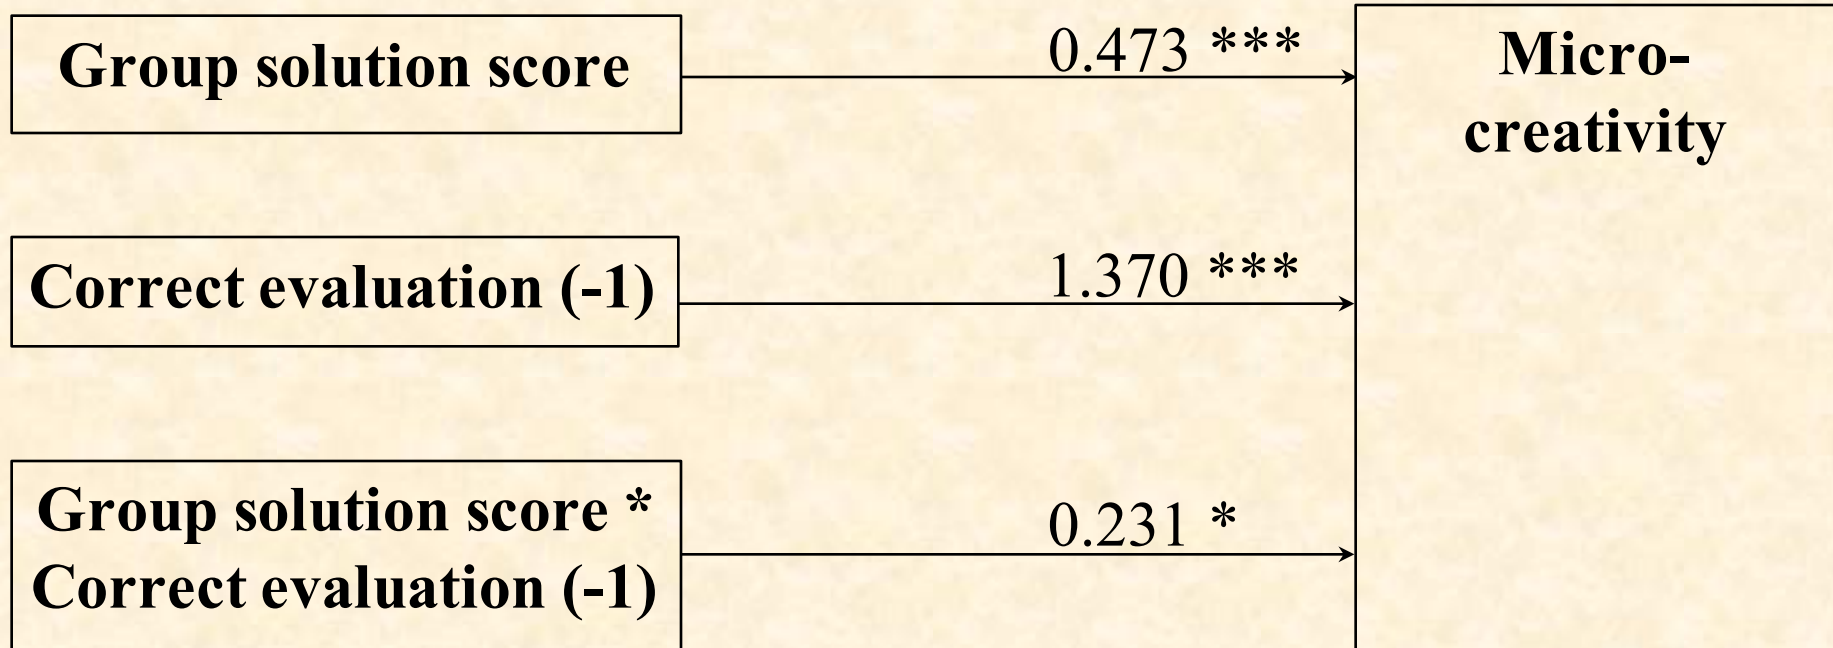 Group solution score
0.473 ***
Micro-
creativity
Correct evaluation (-1)
1.370 ***
Group solution score *
Correct evaluation (-1)
0.231 *